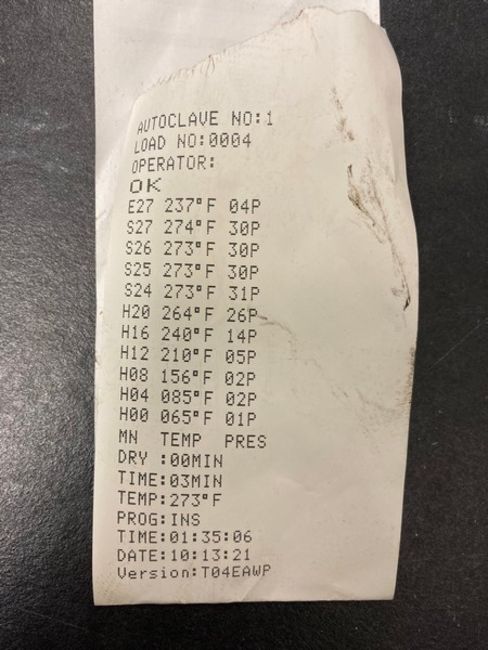 AUTOCLAVE NO:1
LOAD NO:0004
OPERATOR:
OK
E27 237°F 04P
S27 274°F 30P
S26 273°F 30P
S25 273°F 30P
S24 273°F 31P
H20 264°F 26P
H16 240°F 14P
H12 210°F 05P
H08 156°F 02P
H04 085°F 02P
H00 065°F 01P
MN TEMP PRES
DRY :00MIN
TIME:03MIN
TEMP:273°F
PROG:INS
TIME:01:35:06
DATE:10:13:21
Version:T04EAWP